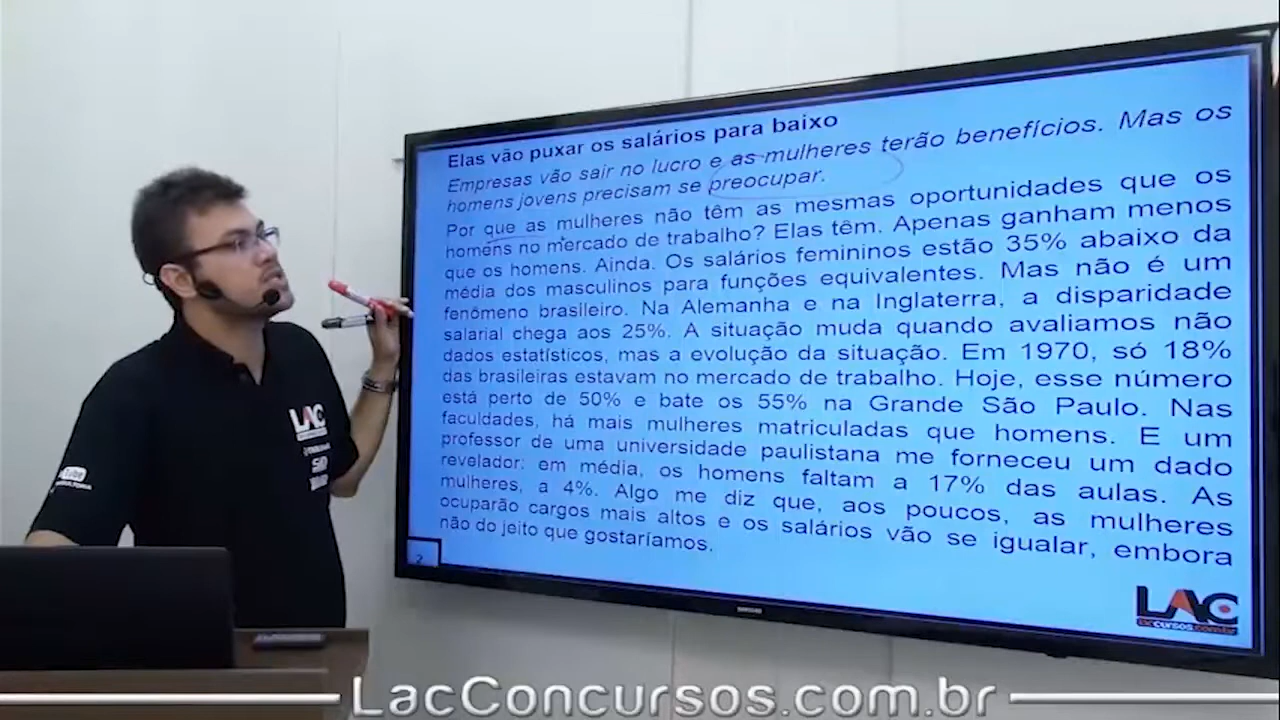 Elas vão puxar os salários para baixo
Empresas vão sair no lucro e as mulheres terão benefícios. Mas os
homens jovens precisam se preocupar.
Por que as mulheres não têm as mesmas oportunidades que os
homens no mercado de trabalho? Elas têm. Apenas ganham menos
que os homens. Ainda. Os salários femininos estão 35% abaixo da
média dos masculinos para funções equivalentes. Mas não é um
fenômeno brasileiro. Na Alemanha e na Inglaterra, a disparidade
salarial chega aos 25%. A situação muda quando avaliamos não
dados estatísticos, mas a evolução da situação. Em 1970, só 18%
das brasileiras estavam no mercado de trabalho. Hoje, esse número
está perto de 50% e bate os 55% na Grande São Paulo. Nas
faculdades, há mais mulheres matriculadas que homens. E um
professor de uma universidade paulistana me forneceu um dado
revelador: em média, os homens faltam a 17% das aulas. As
mulheres, a 4%. Algo me diz que, aos poucos, as mulheres
ocuparão cargos mais altos e os salários vão se igualar, embora
não do jeito que gostaríamos.
2
LAC
laccursos.com.br
SAMSUNG
LAC
LacConcursos.com.br